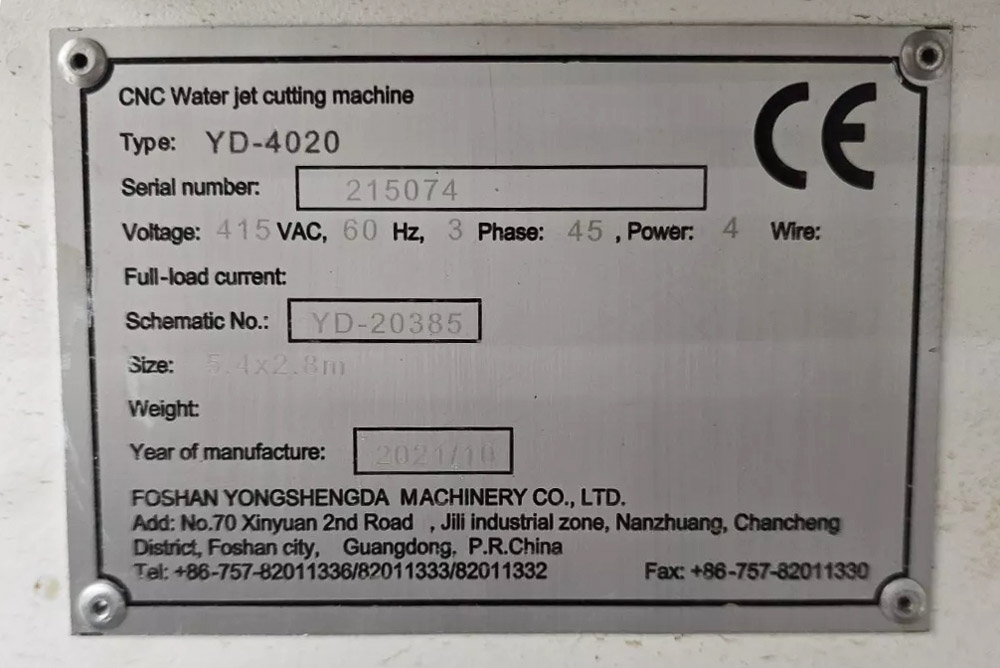 CNC Water jet cutting machine
CE
Type: YD-4020
Serial number: 215074
Voltage: 415 VAC, 60 Hz, 3 Phase: 45 , Power: 4 Wire:
Full-load current:
Schematic No.: YD-20385
Size: 5.4x2.8m
Weight:
Year of manufacture: 2021/10
FOSHAN YONGSHENGDA MACHINERY CO., LTD.
Add: No.70 Xinyuan 2nd Road , Jili industrial zone, Nanzhuang, Chancheng
District, Foshan city, Guangdong, P.R.China
Tel: +86-757-82011336/82011333/82011332 Fax: +86-757-82011330